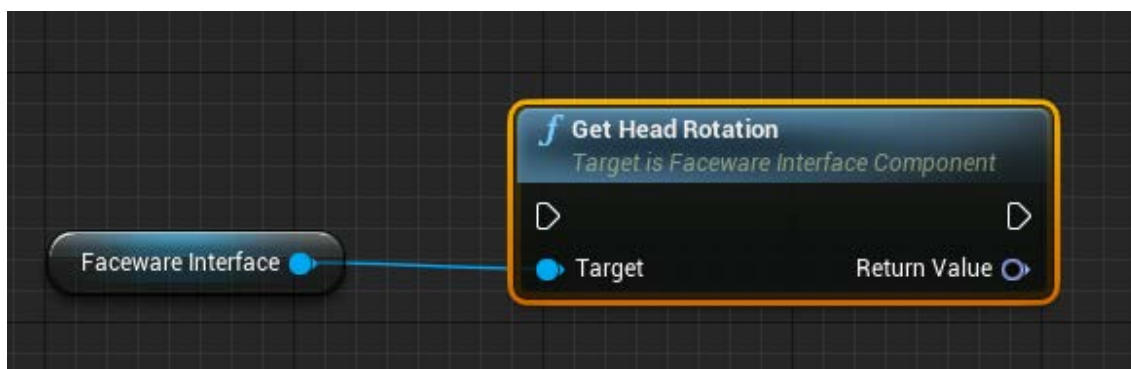 Get Head Rotation
Target is Faceware Interface Component
Faceware Interface
Target
Return Value